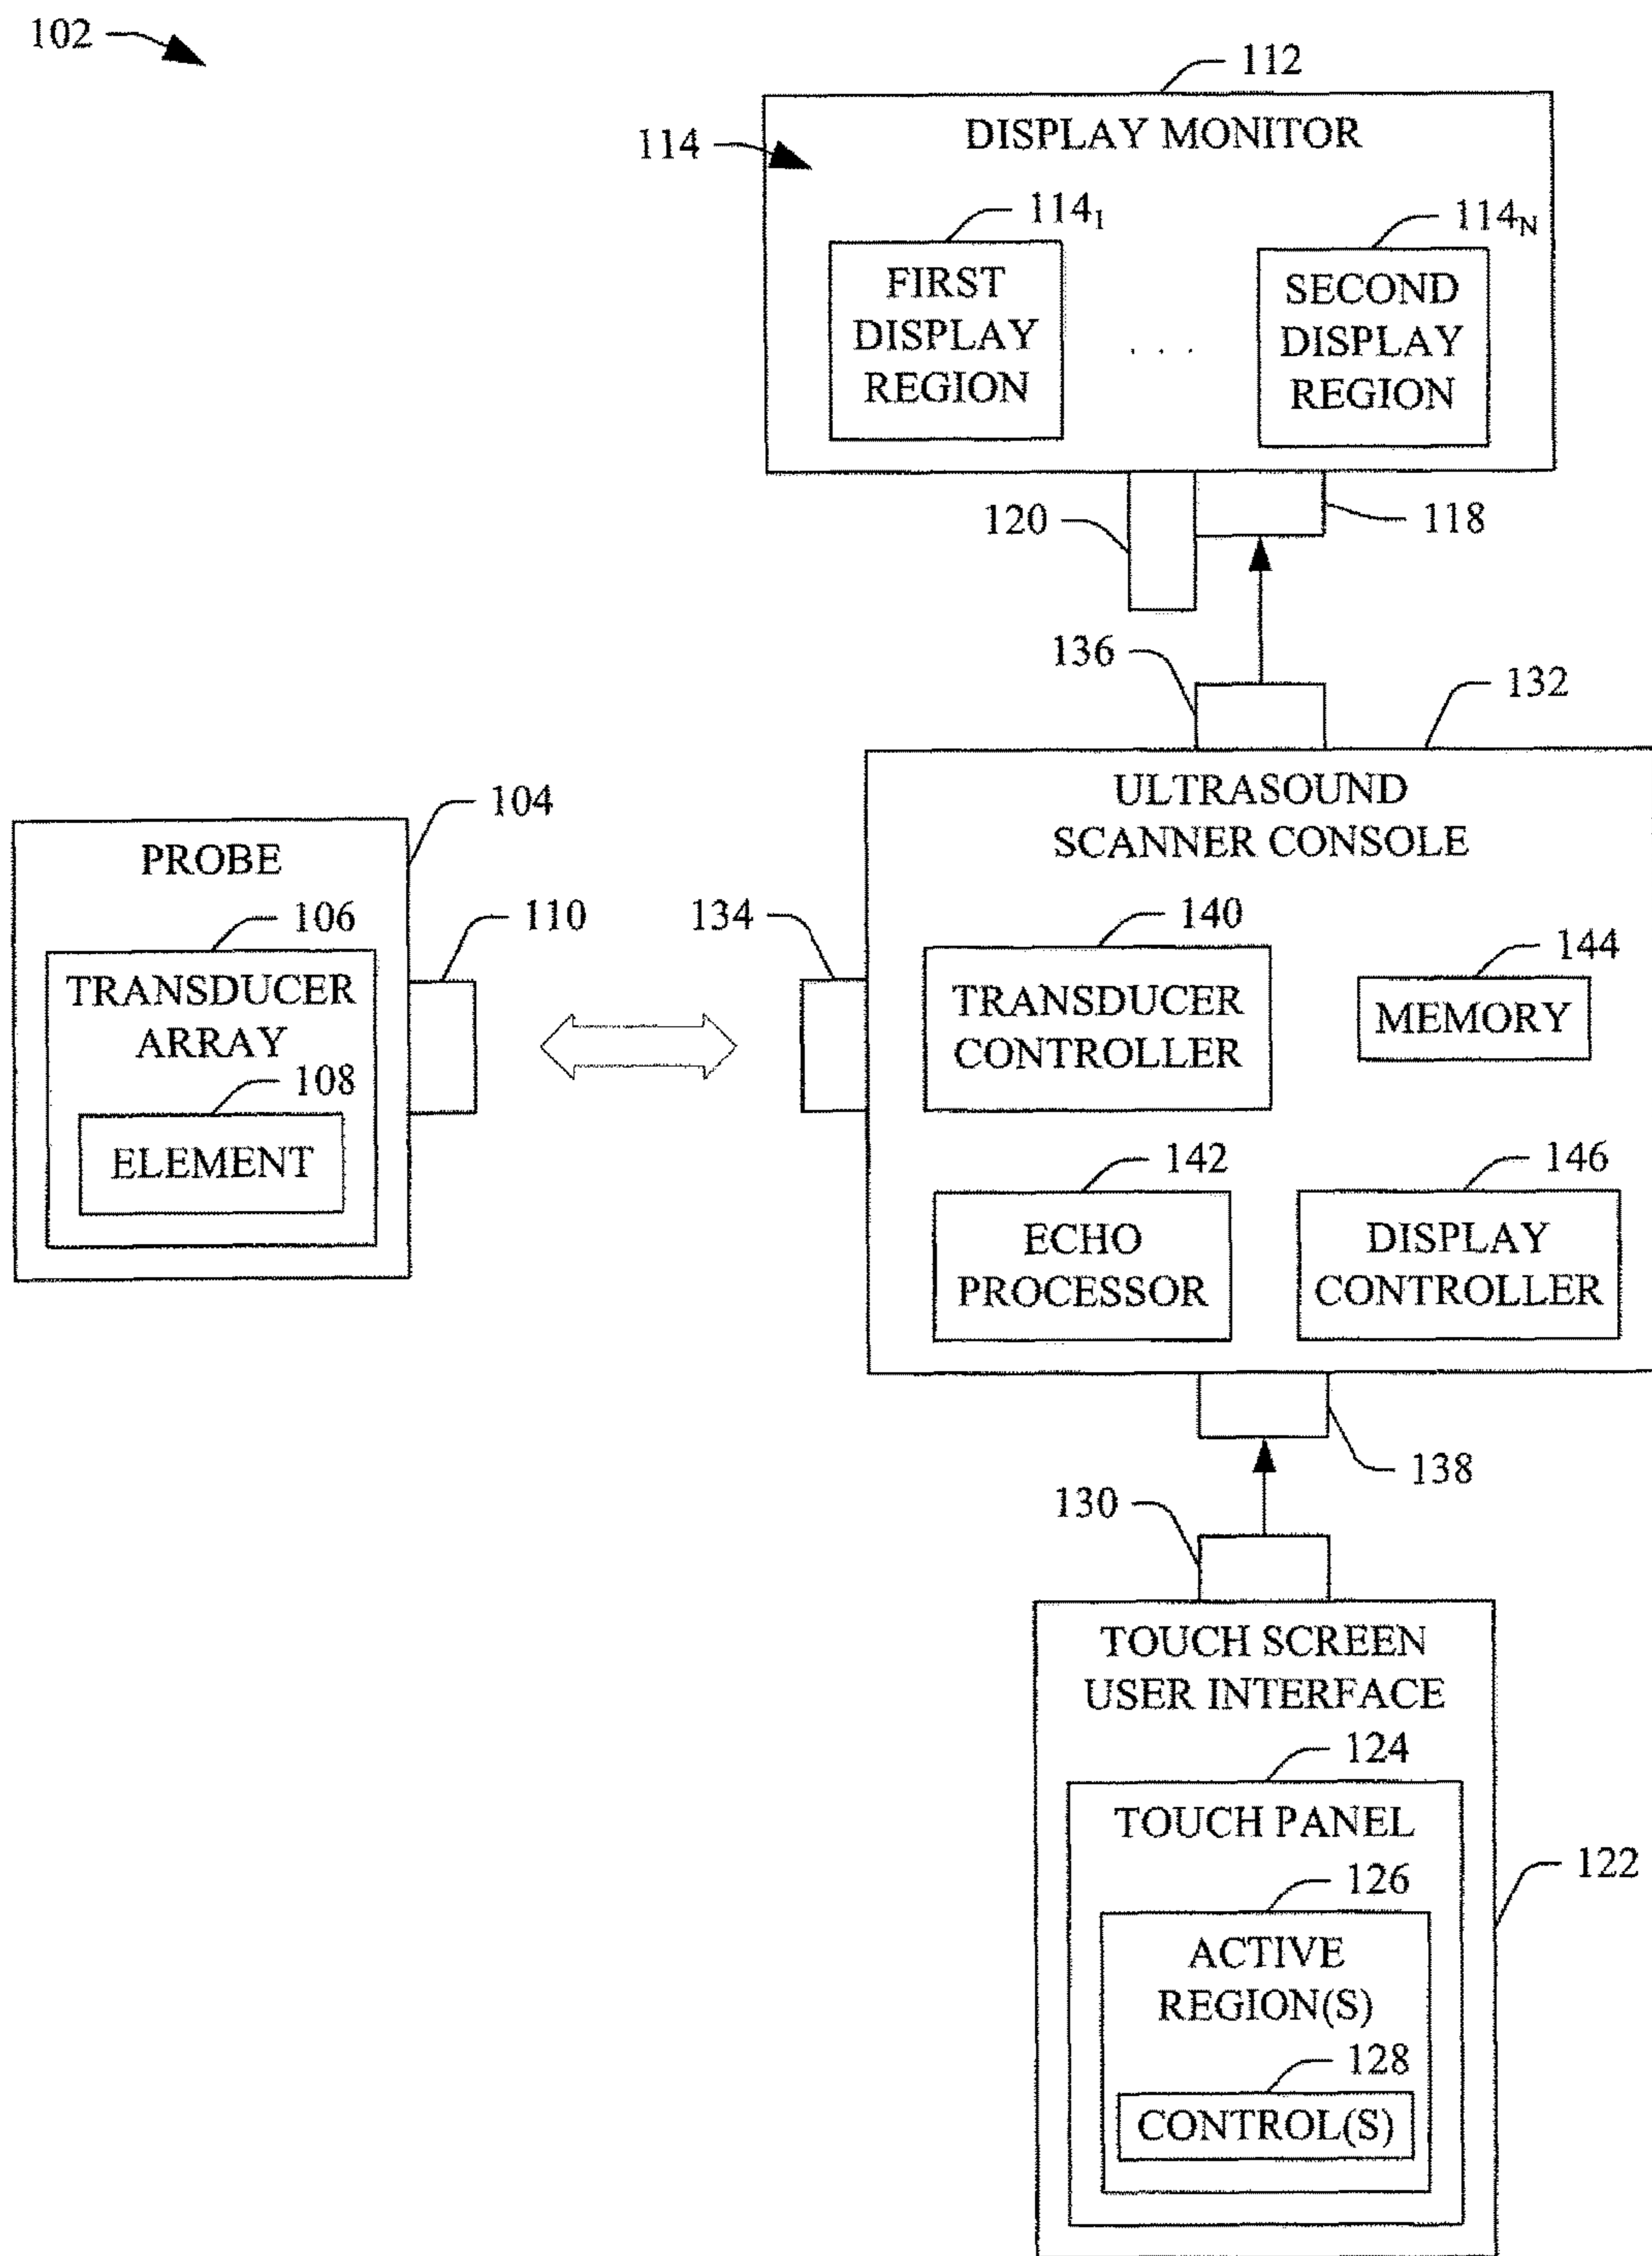 102
112
DISPLAY MONITOR
114
114₁
114ₙ
FIRST
DISPLAY
REGION
. . .
SECOND
DISPLAY
REGION
120
118
136
132
ULTRASOUND
SCANNER CONSOLE
104
PROBE
106
110
TRANSDUCER
ARRAY
108
ELEMENT
134
140
TRANSDUCER
CONTROLLER
144
MEMORY
142
ECHO
PROCESSOR
146
DISPLAY
CONTROLLER
138
130
TOUCH SCREEN
USER INTERFACE
124
TOUCH PANEL
122
126
ACTIVE
REGION(S)
128
CONTROL(S)